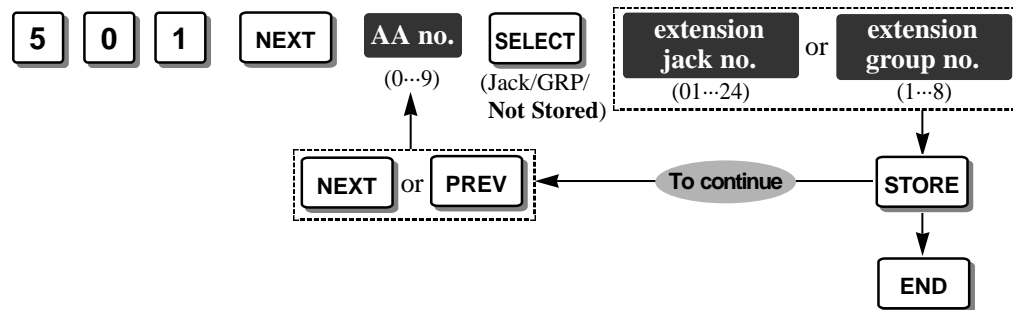 5 0 1 NEXT AA no. SELECT extension jack no. or extension group no.
(0···9) (Jack/GRP/ Not Stored) (01···24) (1···8)
NEXT or PREV To continue STORE
END